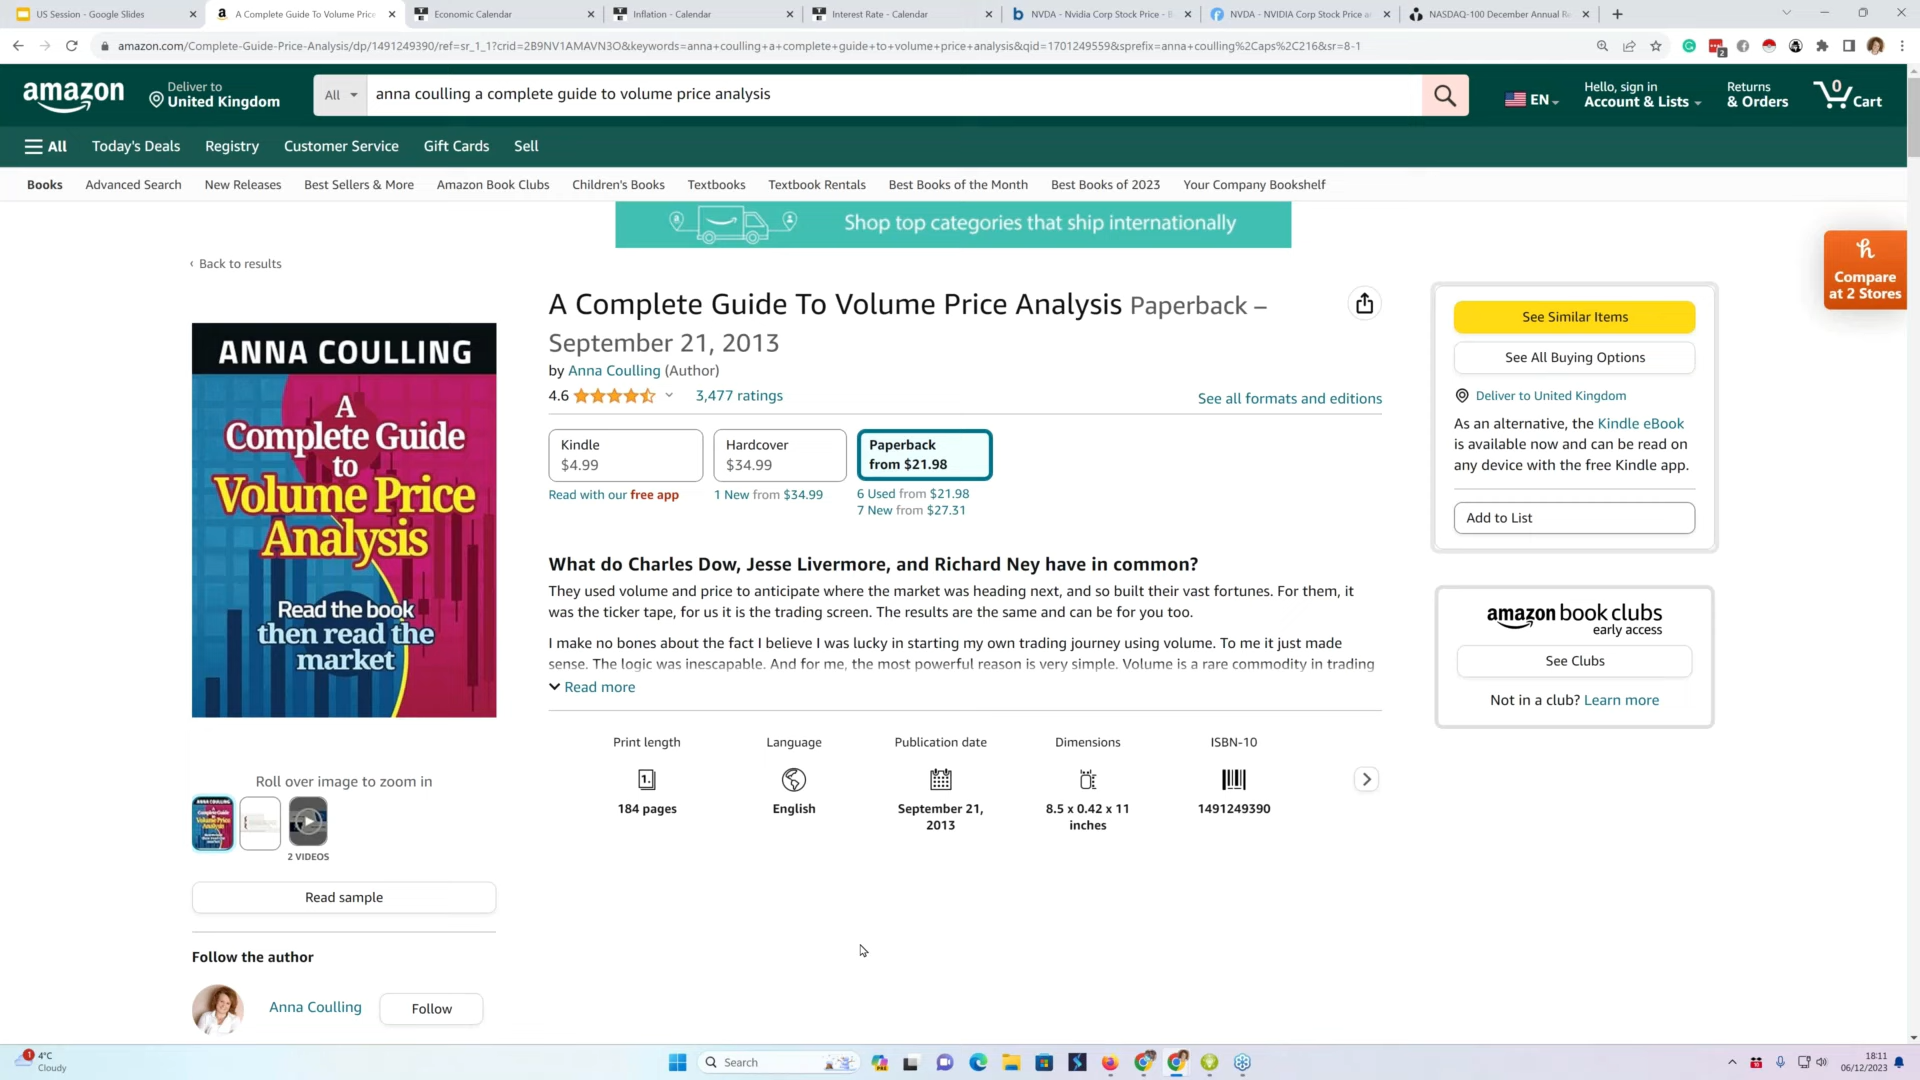 US Session - Google Slides
A Complete Guide To Volume Price
Economic Calendar
Inflation - Calendar
Interest Rate - Calendar
NVDA - Nvidia Corp Stock Price -
NVDA - NVIDIA Corp Stock Price
NASDAQ-100 December Annual
amazon.com/Complete-Guide-Price-Analysis/dp/1491249390/ref=sr_1_1?crid=2B9NV1AMAVN3O&keywords=anna+coulling+a+complete+guide+to+volume+price+analysis&qid=1701249559&sprefix=anna+coulling%2Caps%2C216&sr=8-1
2
amazon
Deliver to
United Kingdom
All
anna coulling a complete guide to volume price analysis
EN
Hello, sign in
Account & Lists
Returns
& Orders
0
Cart
All
Today's Deals
Registry
Customer Service
Gift Cards
Sell
Books
Advanced Search
New Releases
Best Sellers & More
Amazon Book Clubs
Children's Books
Textbooks
Textbook Rentals
Best Books of the Month
Best Books of 2023
Your Company Bookshelf
Shop top categories that ship internationally
‹ Back to results
h
Compare
at 2 Stores
ANNA COULLING
A
Complete Guide
to
Volume Price
Analysis
Read the book
then read the
market
Roll over image to zoom in
2 VIDEOS
Read sample
Follow the author
Anna Coulling
Follow
A Complete Guide To Volume Price Analysis Paperback –
September 21, 2013
by Anna Coulling (Author)
4.6
3,477 ratings
See all formats and editions
Kindle
$4.99
Read with our free app
Hardcover
$34.99
1 New from $34.99
Paperback
from $21.98
6 Used from $21.98
7 New from $27.31
What do Charles Dow, Jesse Livermore, and Richard Ney have in common?
They used volume and price to anticipate where the market was heading next, and so built their vast fortunes. For them, it
was the ticker tape, for us it is the trading screen. The results are the same and can be for you too.
I make no bones about the fact I believe I was lucky in starting my own trading journey using volume. To me it just made
sense. The logic was inescapable. And for me, the most powerful reason is very simple. Volume is a rare commodity in trading
Read more
Print length
184 pages
Language
English
Publication date
September 21,
2013
Dimensions
8.5 x 0.42 x 11
inches
ISBN-10
1491249390
See Similar Items
See All Buying Options
Deliver to United Kingdom
As an alternative, the Kindle eBook
is available now and can be read on
any device with the free Kindle app.
Add to List
amazon book clubs
early access
See Clubs
Not in a club? Learn more
1
4°C
Cloudy
Search
18:11
06/12/2023